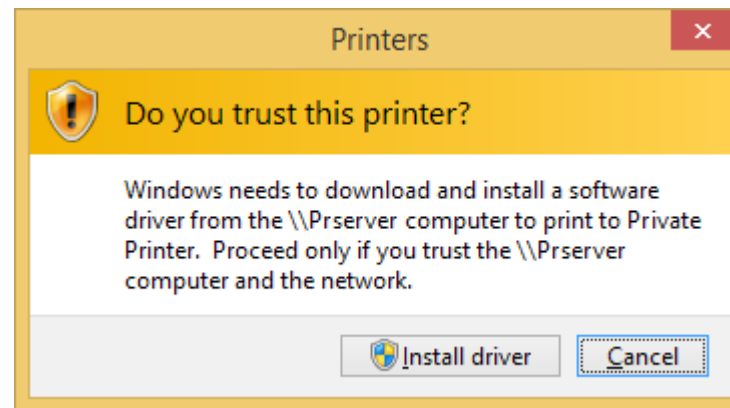 Printers
Do you trust this printer?
Windows needs to download and install a software
driver from the \\Prserver computer to print to Private
Printer.  Proceed only if you trust the \\Prserver
computer and the network.
Install driver
Cancel